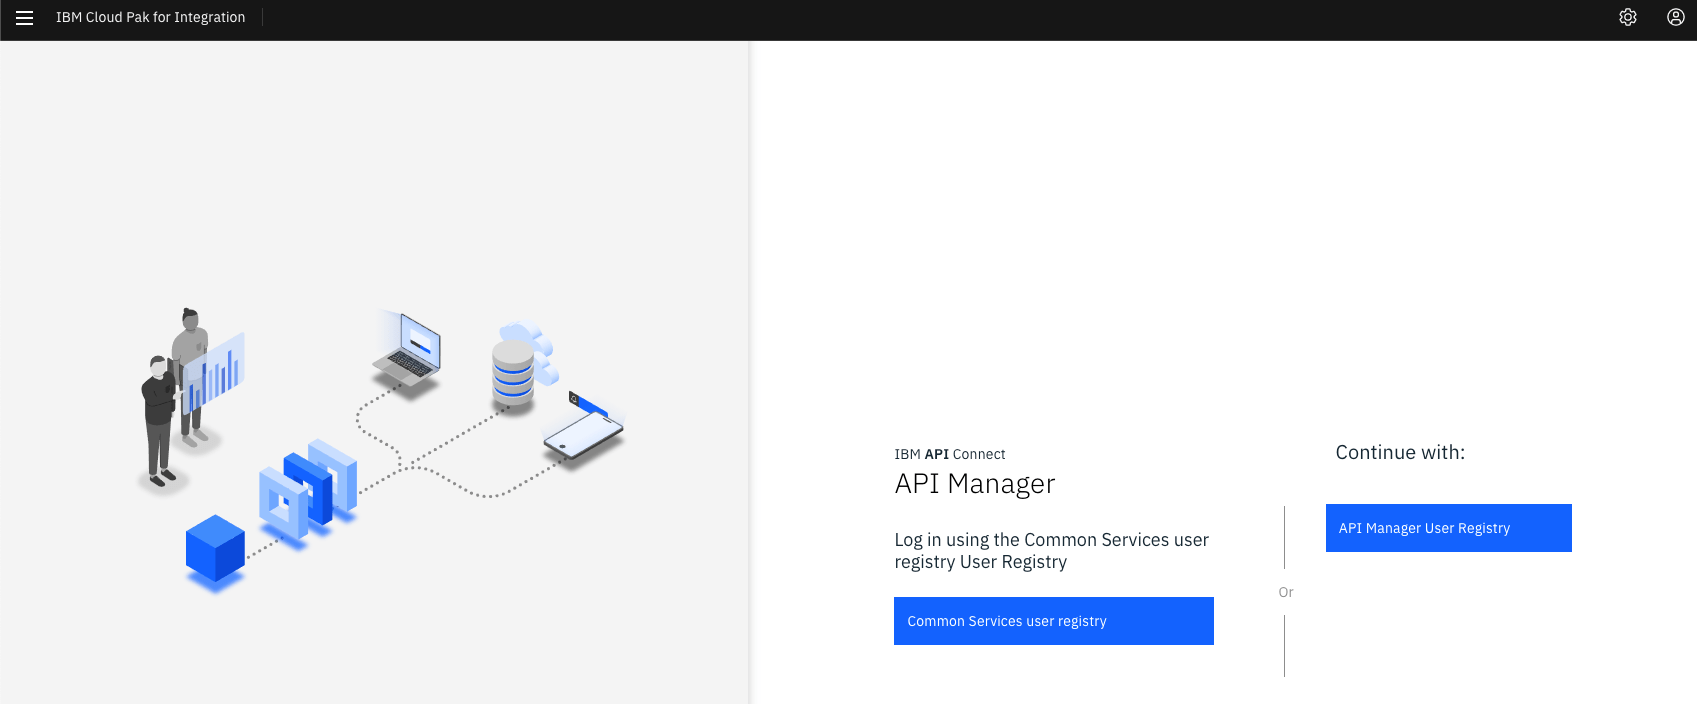 IBM Cloud Pak for Integration
IBM API Connect
API Manager
Log in using the Common Services user
registry User Registry
Common Services user registry
Or
Continue with:
API Manager User Registry